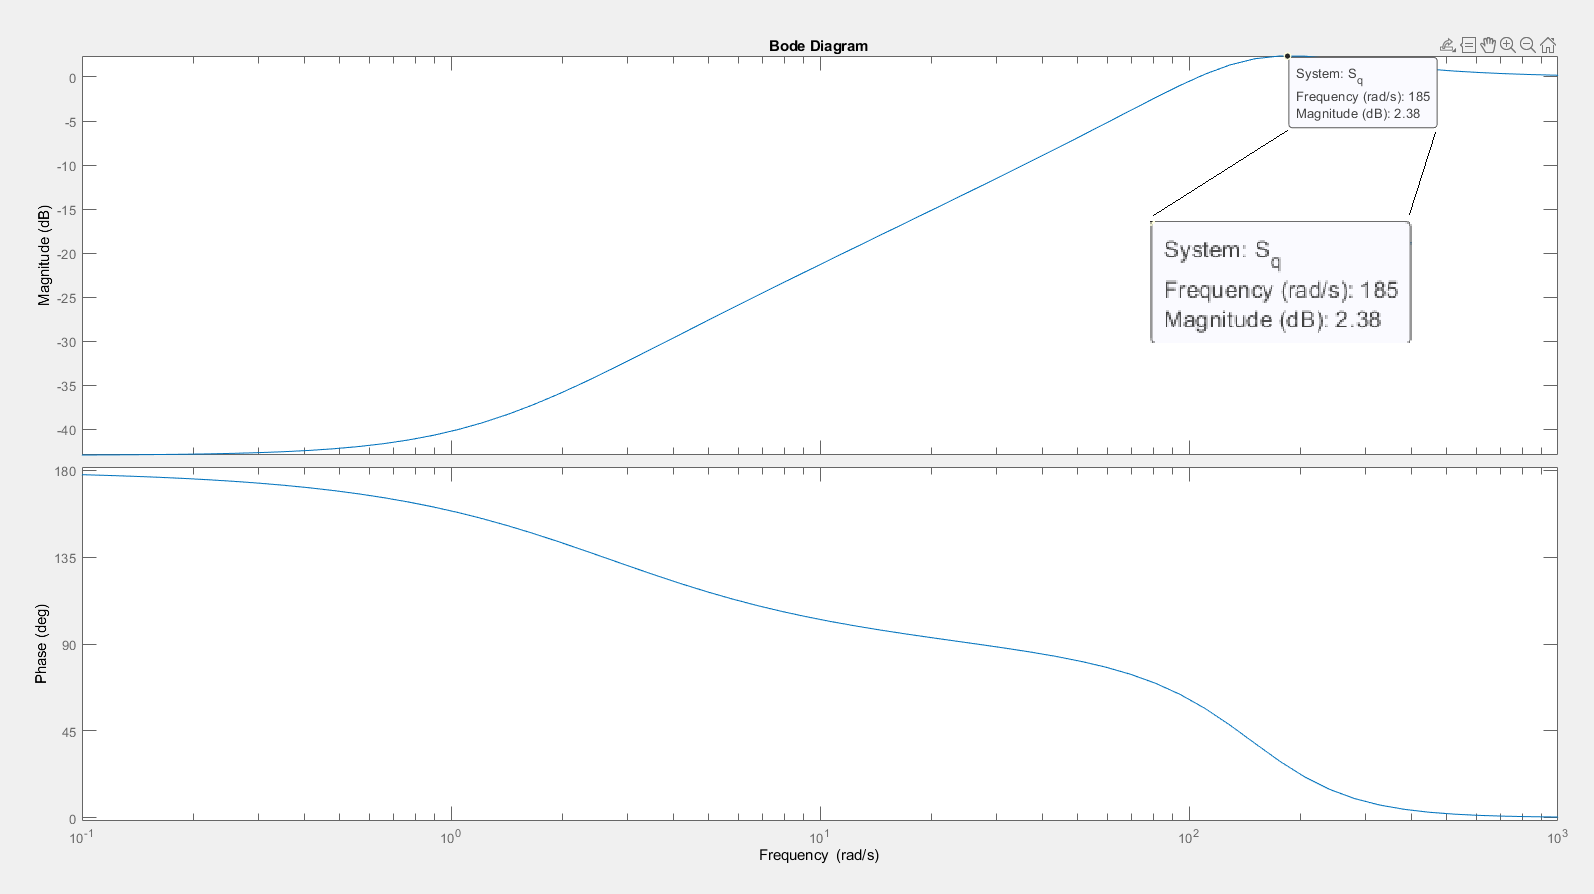 Bode Diagram
System: Sq
Frequency (rad/s): 185
Magnitude (dB): 2.38
System: Sq
Frequency (rad/s): 185
Magnitude (dB): 2.38
Magnitude (dB)
0
-5
-10
-15
-20
-25
-30
-35
-40
Phase (deg)
180
135
90
45
0
10-1 100 101 102 103
Frequency (rad/s)